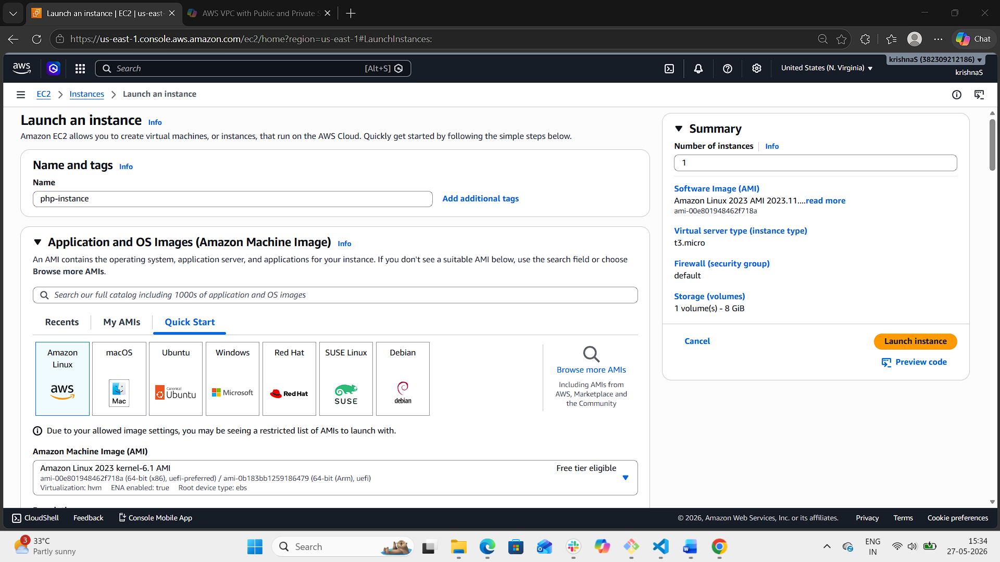 Launch an instance | EC2 | us-east-
AWS VPC with Public and Private S
https://us-east-1.console.aws.amazon.com/ec2/home?region=us-east-1#LaunchInstances:
Chat
aws
Search
[Alt+S]
United States (N. Virginia)
krishnaS (382309212186)
krishnaS
EC2
Instances
Launch an instance
Launch an instance
Info
Amazon EC2 allows you to create virtual machines, or instances, that run on the AWS Cloud. Quickly get started by following the simple steps below.
Name and tags
Info
Name
php-instance
Add additional tags
Application and OS Images (Amazon Machine Image)
Info
An AMI contains the operating system, application server, and applications for your instance. If you don't see a suitable AMI below, use the search field or choose
Browse more AMIs.
Search our full catalog including 1000s of application and OS images
Recents
My AMIs
Quick Start
Amazon
Linux
aws
macOS
Mac
Ubuntu
Canonical
Ubuntu
Windows
Microsoft
Red Hat
Red Hat
SUSE Linux
SUSE
Debian
debian
Browse more AMIs
Including AMIs from
AWS, Marketplace and
the Community
Due to your allowed image settings, you may be seeing a restricted list of AMIs to launch with.
Amazon Machine Image (AMI)
Amazon Linux 2023 kernel-6.1 AMI
Free tier eligible
ami-00e801948462f718a (64-bit (x86), uefi-preferred) / ami-0b183bb1259186479 (64-bit (Arm), uefi)
Virtualization: hvm
ENA enabled: true
Root device type: ebs
Summary
Number of instances
Info
1
Software Image (AMI)
Amazon Linux 2023 AMI 2023.11....read more
ami-00e801948462f718a
Virtual server type (instance type)
t3.micro
Firewall (security group)
default
Storage (volumes)
1 volume(s) - 8 GiB
Cancel
Launch instance
Preview code
CloudShell
Feedback
Console Mobile App
© 2026, Amazon Web Services, Inc. or its affiliates.
Privacy
Terms
Cookie preferences
3
33°C
Partly sunny
Search
ENG
IN
15:34
27-05-2026